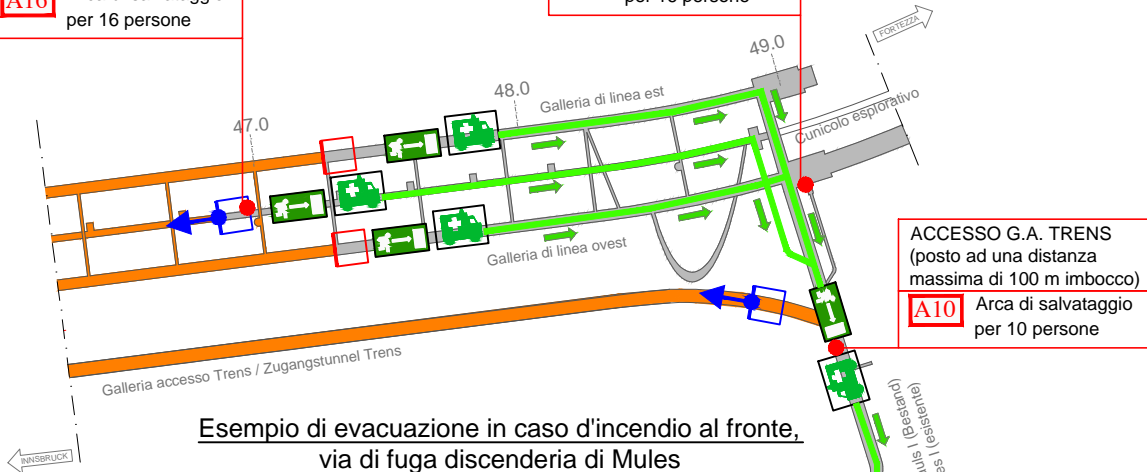 A16
per 16 persone
FORTEZZA
49.0
48.0
47.0
Galleria di linea est
Cunicolo esplorativo
Galleria di linea ovest
ACCESSO G.A. TRENS
(posto ad una distanza
massima di 100 m imbocco)
A10 Arca di salvataggio
per 10 persone
Galleria accesso Trens / Zugangstunnel Trens
Esempio di evacuazione in caso d'incendio al fronte,
via di fuga discenderia di Mules
INNSBRUCK
(Bestand)
(esistente)